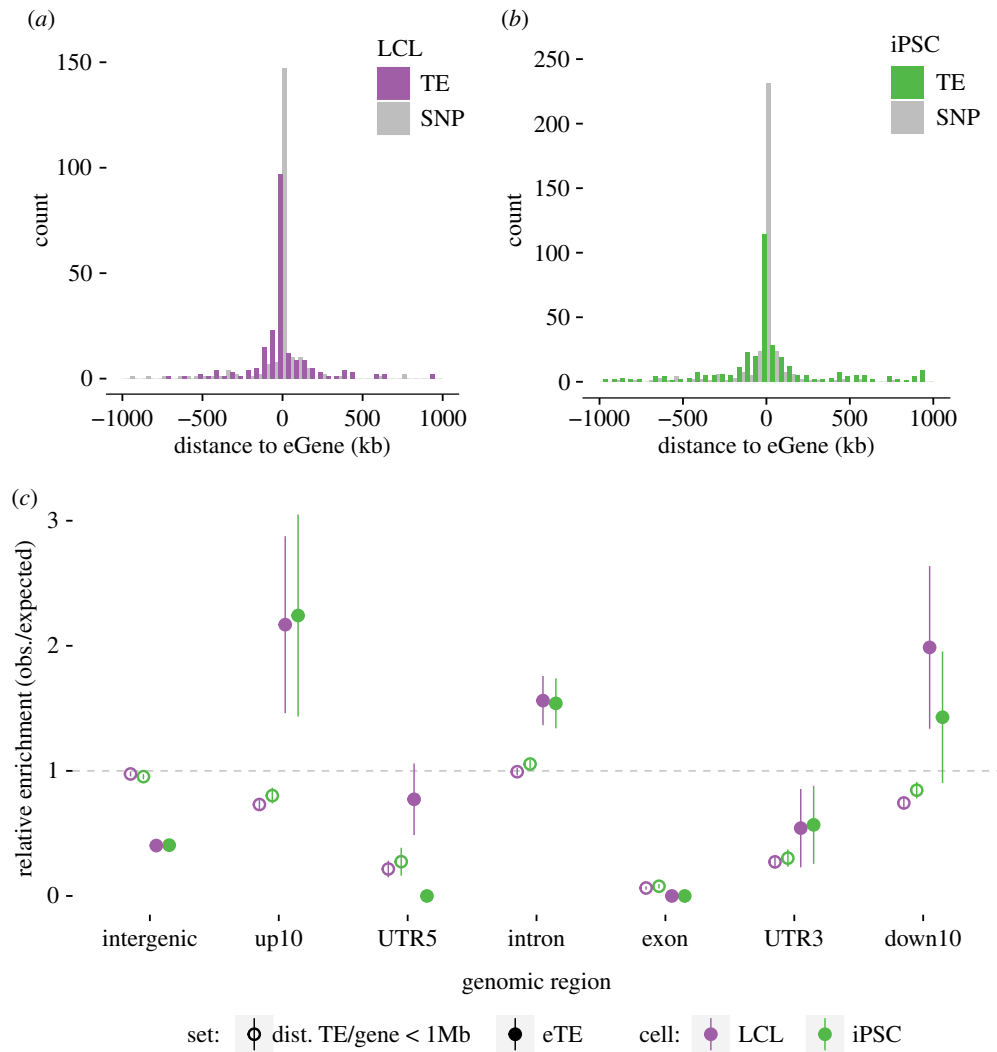 (a)
LCL
TE
SNP
150
100
50
0
count
−1000 −500 0 500 1000
distance to eGene (kb)
(b)
iPSC
TE
SNP
250
200
150
100
50
0
count
−1000 −500 0 500 1000
distance to eGene (kb)
(c)
3
2
1
0
relative enrichment (obs./expected)
intergenic up10 UTR5 intron exon UTR3 down10
genomic region
set: dist. TE/gene < 1Mb eTE cell: LCL iPSC